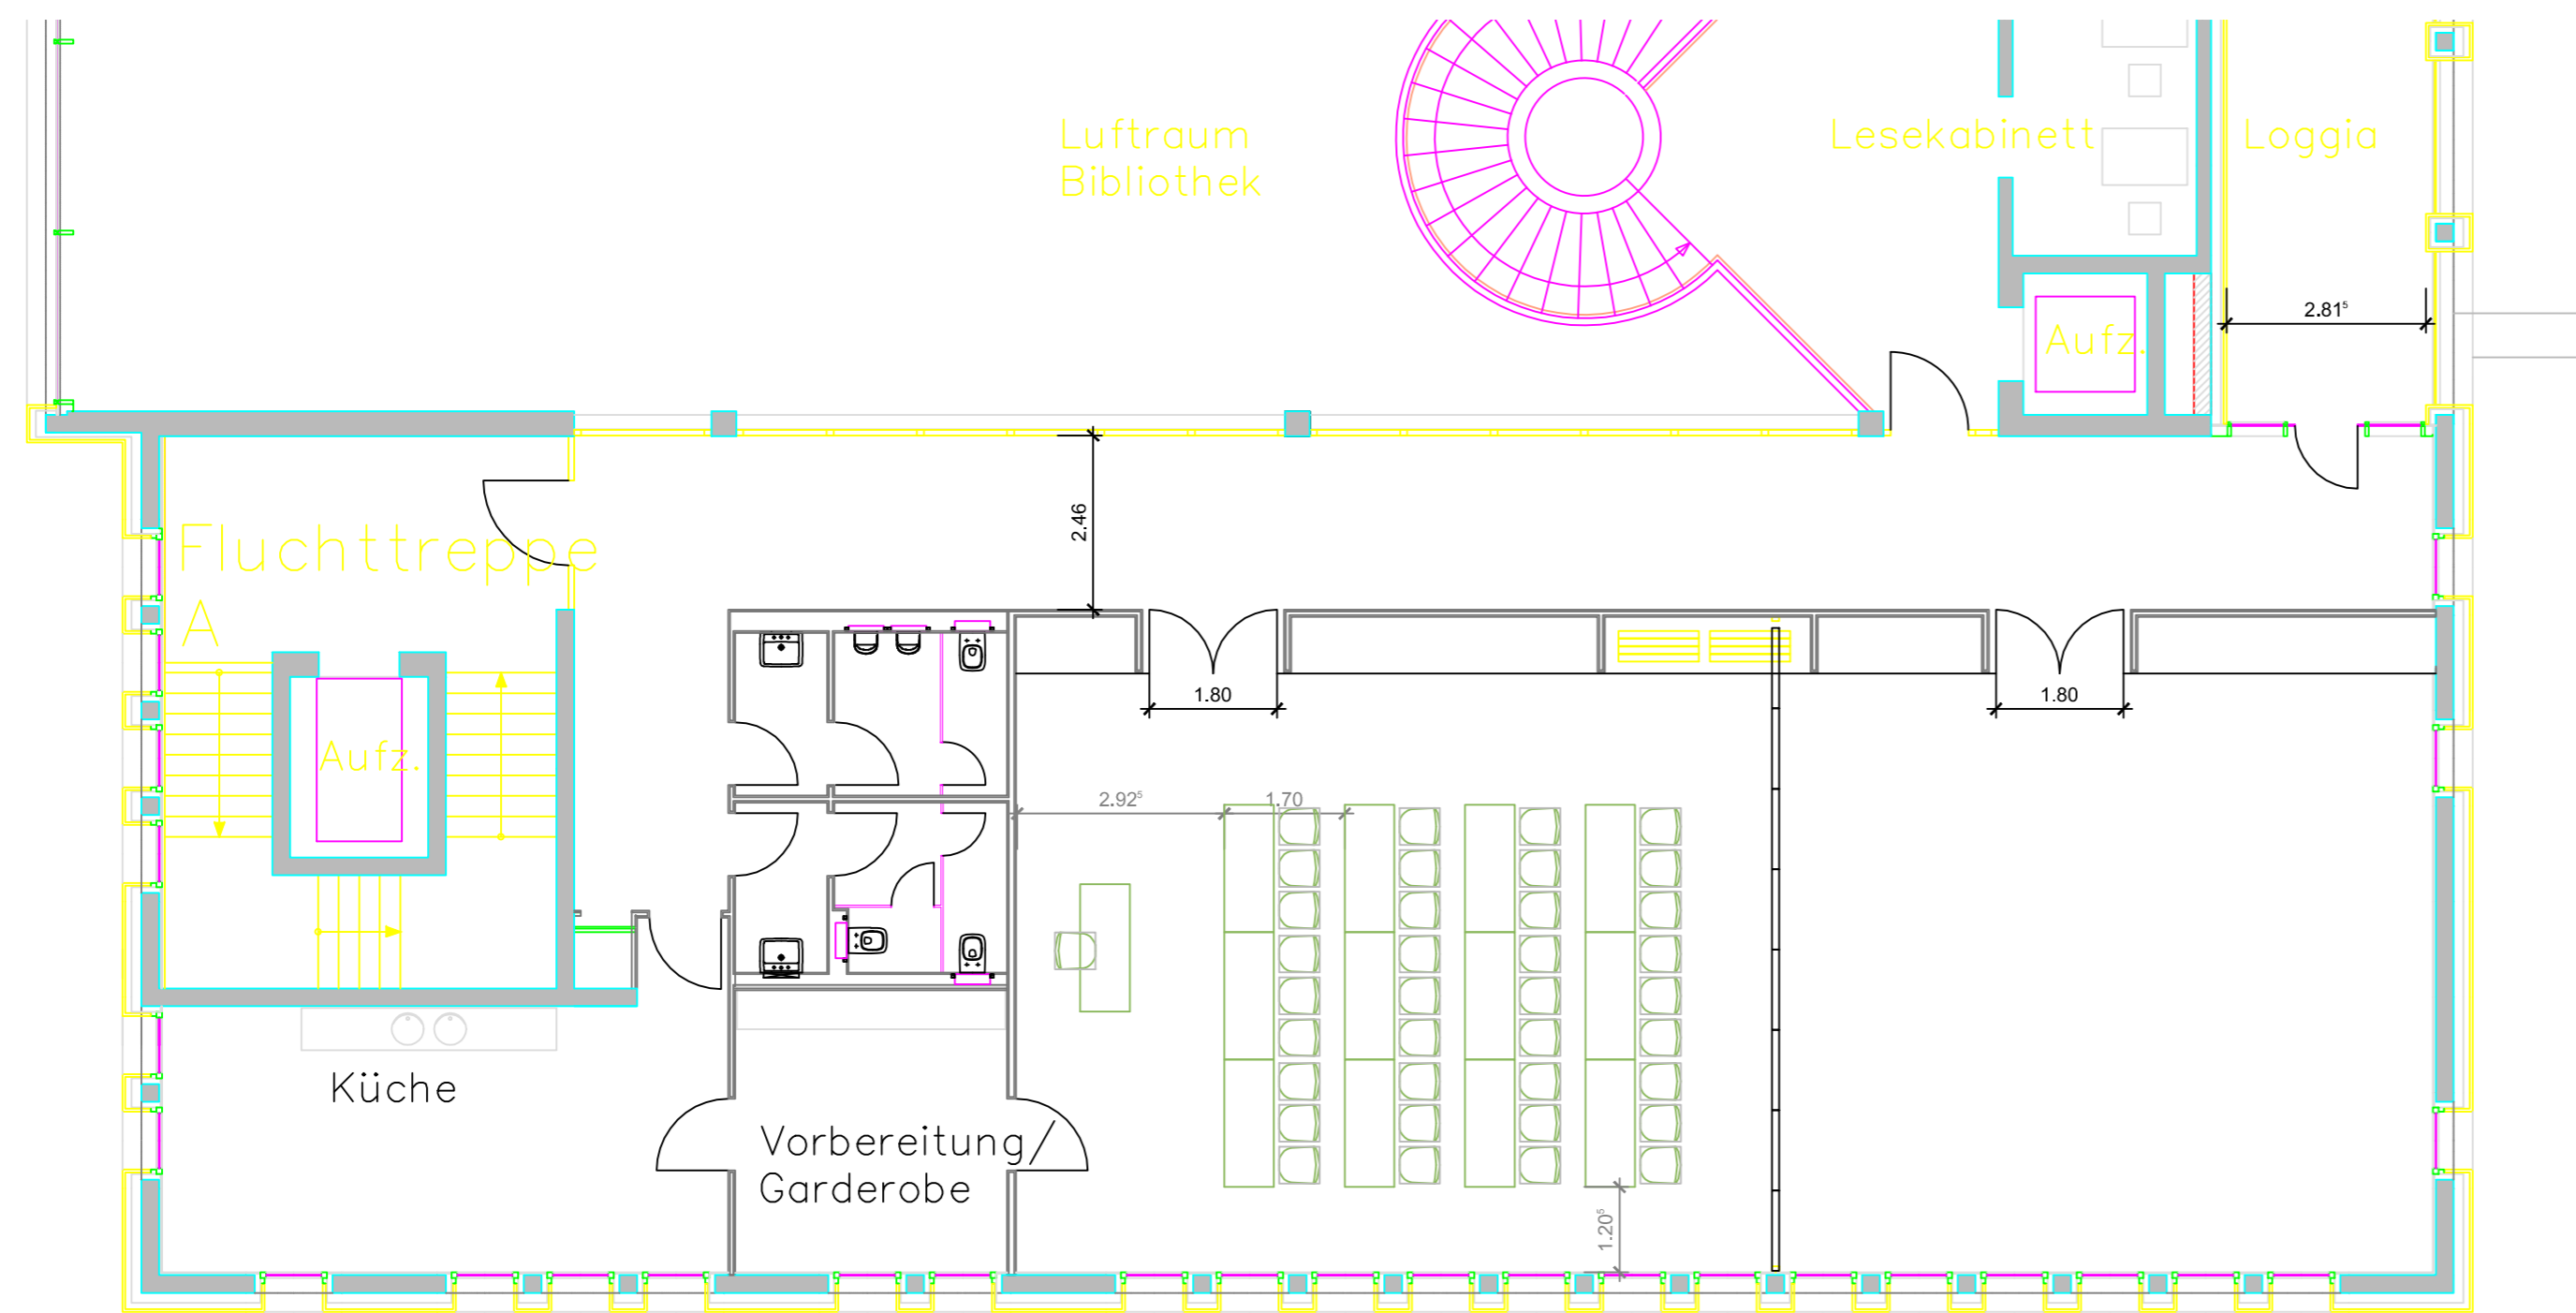 Luftraum
Bibliothek
Lesekabinett
Loggia
2.81⁵
Aufz.
2.46
Fluchttreppe
A
1.80
1.80
Aufz.
2.92⁵
1.70
Küche
Vorbereitung/
Garderobe
1.20⁵